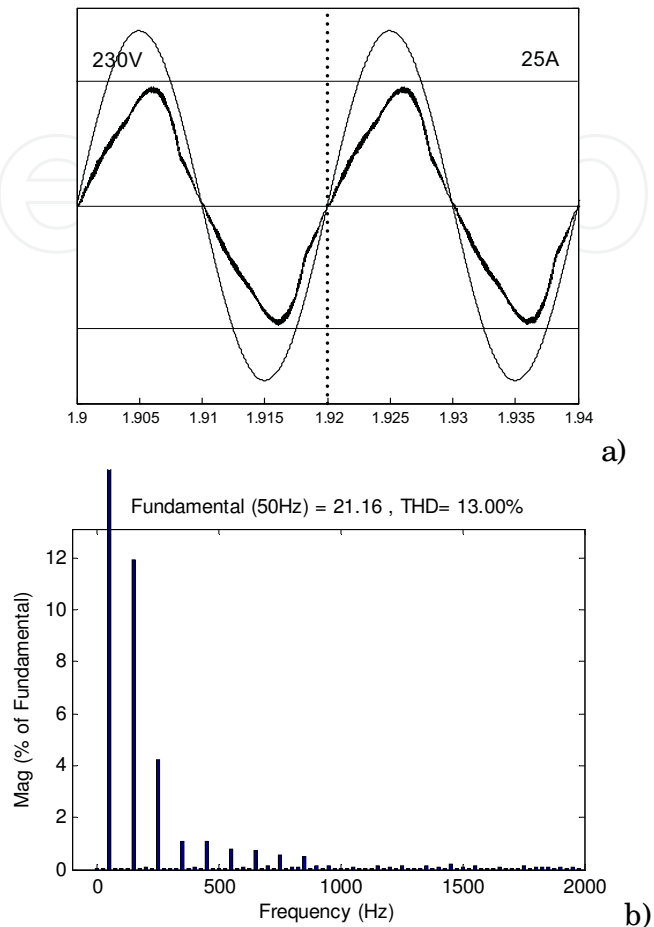 230V 25A
1.9 1.905 1.91 1.915 1.92 1.925 1.93 1.935 1.94
a)
Fundamental (50Hz) = 21.16 , THD= 13.00%
Mag (% of Fundamental)
12
10
8
6
4
2
0
0 500 1000 1500 2000
Frequency (Hz)
b)